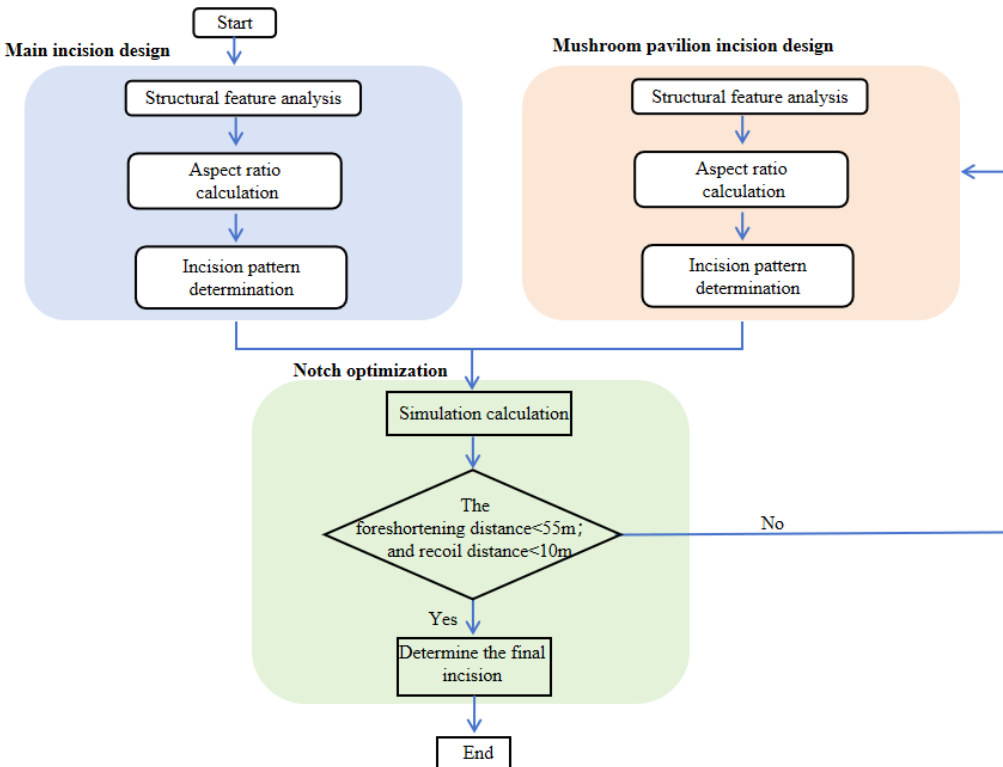 Start
Main incision design
Structural feature analysis
Aspect ratio
calculation
Incision pattern
determination
Mushroom pavilion incision design
Structural feature analysis
Aspect ratio
calculation
Incision pattern
determination
Notch optimization
Simulation calculation
The
foreshortening distance<55m;
and recoil distance<10m
No
Yes
Determine the final
incision
End